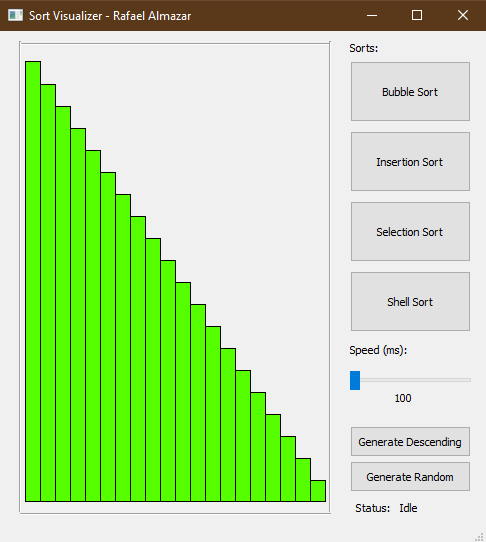 Sort Visualizer - Rafael Almazar
Sorts:
Bubble Sort
Insertion Sort
Selection Sort
Shell Sort
Speed (ms):
100
Generate Descending
Generate Random
Status: Idle